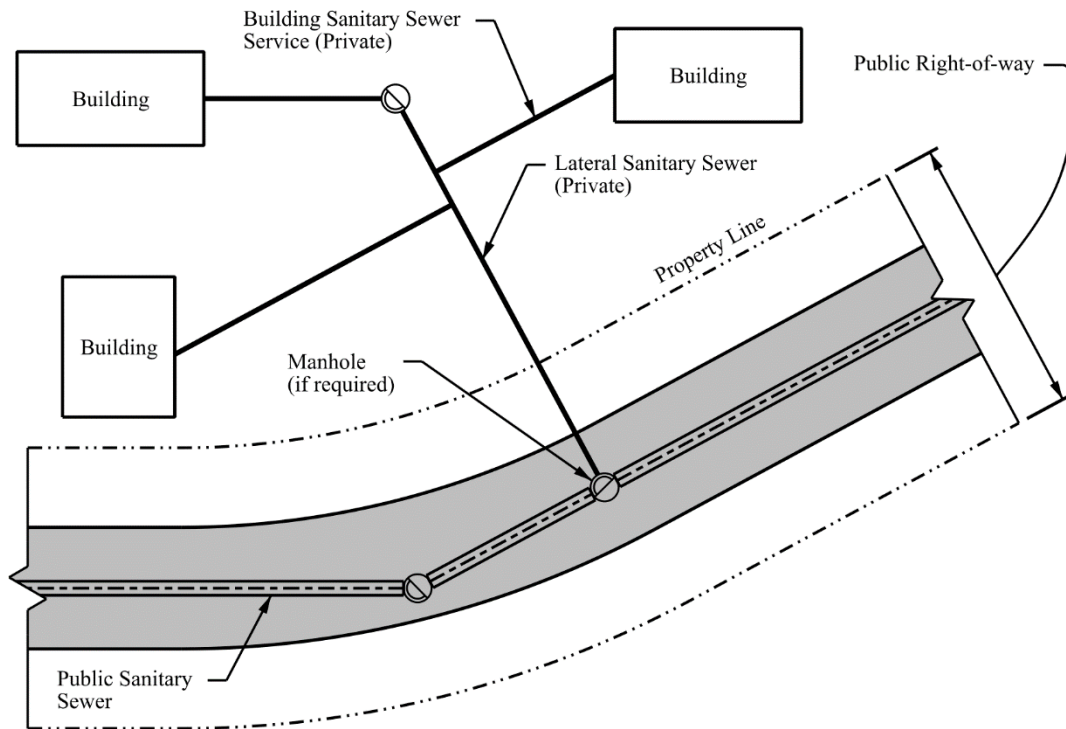 Building Sanitary Sewer
Service (Private)
Public Right-of-way
Building
Building
Lateral Sanitary Sewer
(Private)
Property Line
Building
Manhole
(if required)
Public Sanitary
Sewer